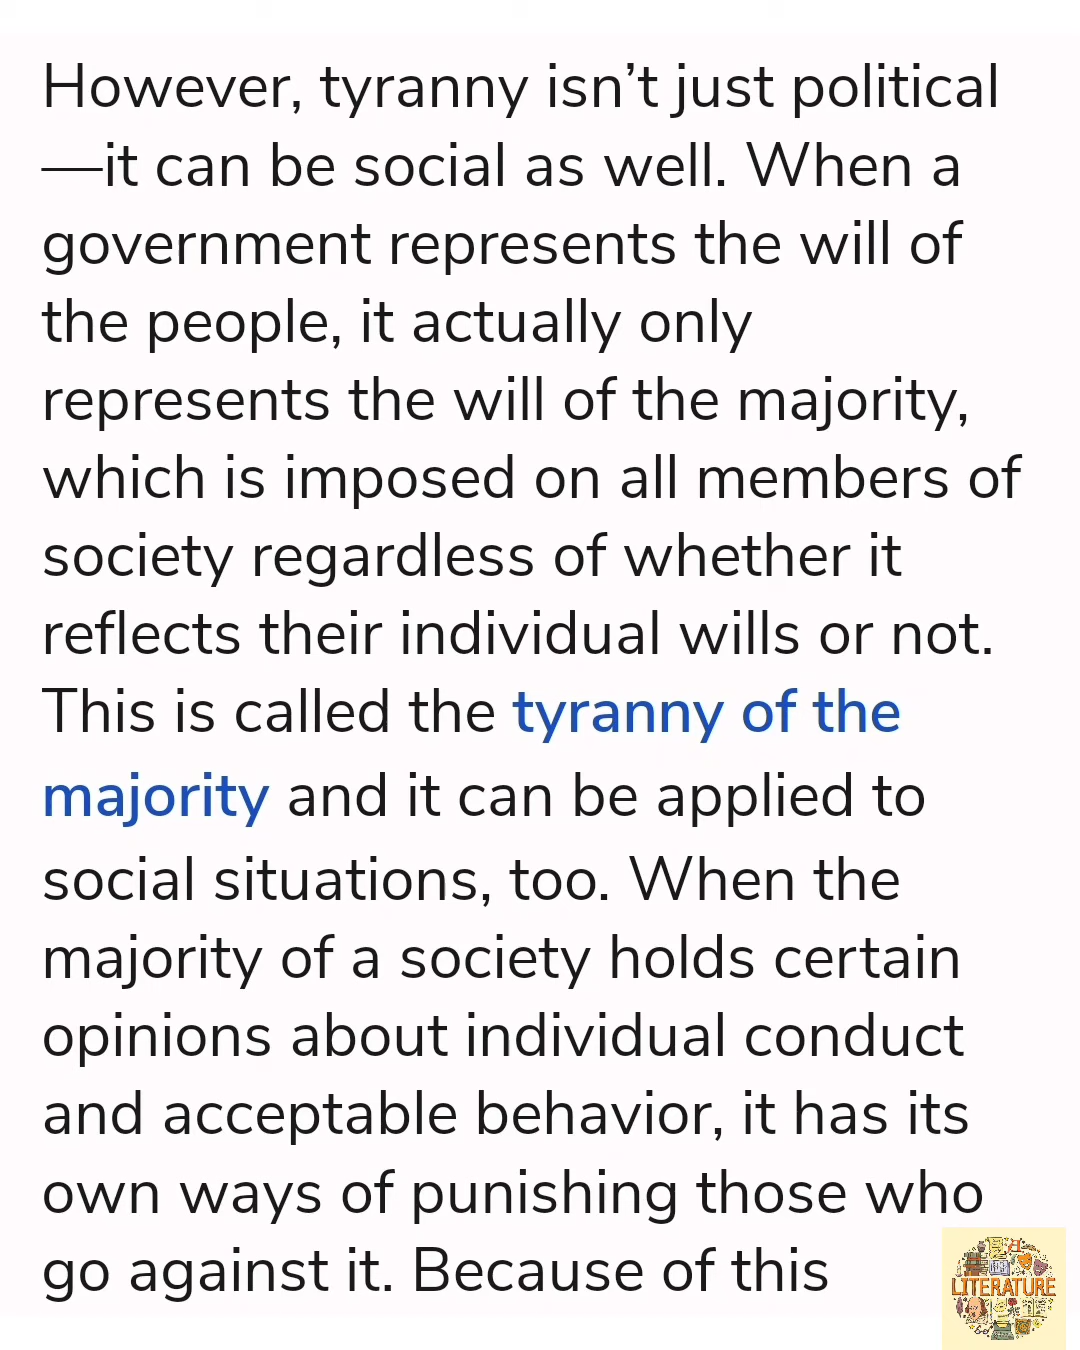 However, tyranny isn’t just political
—it can be social as well. When a
government represents the will of
the people, it actually only
represents the will of the majority,
which is imposed on all members of
society regardless of whether it
reflects their individual wills or not.
This is called the tyranny of the
majority and it can be applied to
social situations, too. When the
majority of a society holds certain
opinions about individual conduct
and acceptable behavior, it has its
own ways of punishing those who
go against it. Because of this
LITERATURE